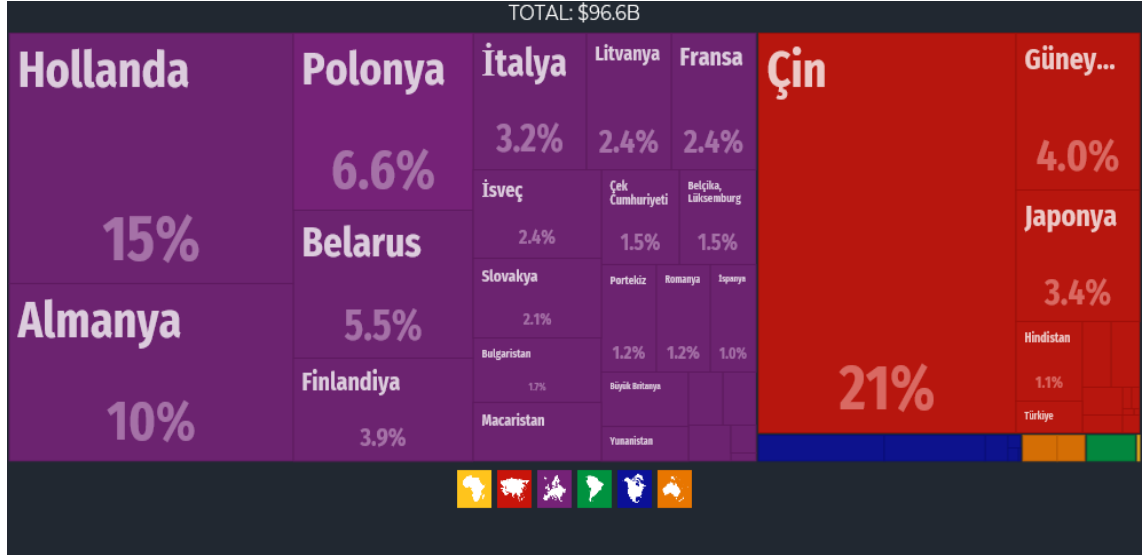 TOTAL: $96.6B
Hollanda
15%
Almanya
10%
Polonya
6.6%
Belarus
5.5%
Finlandiya
3.9%
İtalya
3.2%
Litvanya
2.4%
Fransa
2.4%
İsveç
2.4%
Slovakya
2.1%
Bulgaristan
1.7%
Macaristan
Çek
Cumhuriyeti
1.5%
Belçika,
Lüksemburg
1.5%
Portekiz
1.2%
Romanya
1.2%
İspanya
1.0%
Büyük Britanya
Yunanistan
Çin
21%
Güney...
4.0%
Japonya
3.4%
Hindistan
1.1%
Türkiye